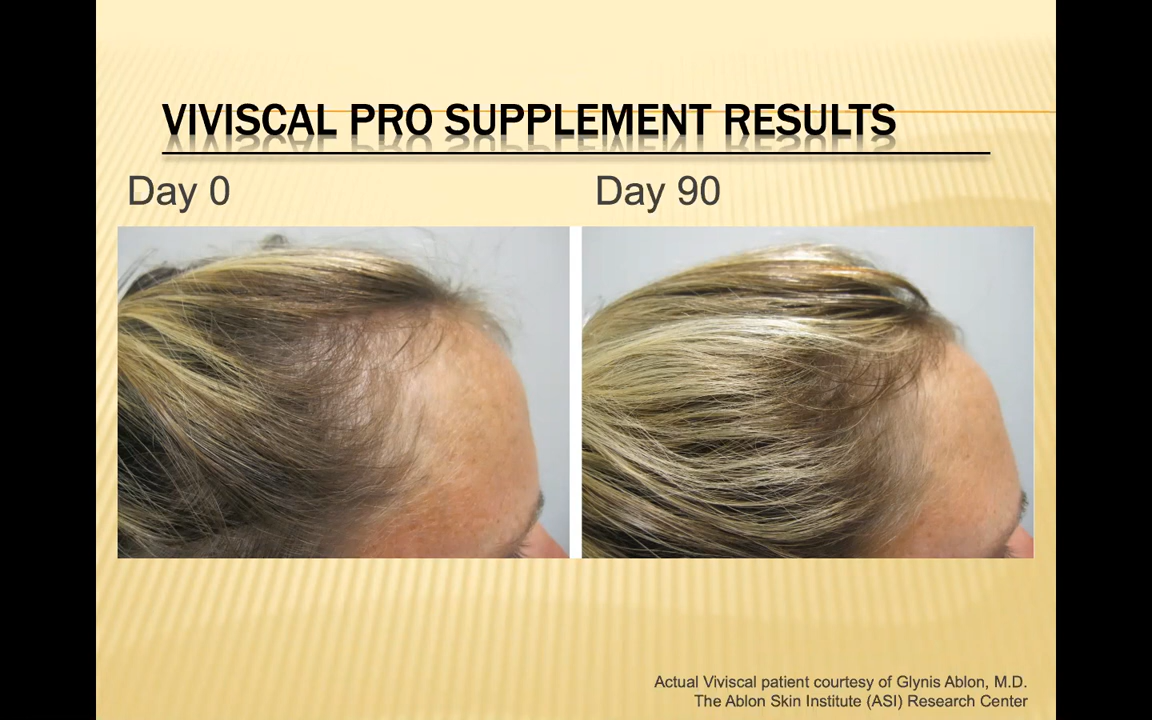 VIVISCAL PRO SUPPLEMENT RESULTS
Day 0
Day 90
Actual Viviscal patient courtesy of Glynis Ablon, M.D.
The Ablon Skin Institute (ASI) Research Center